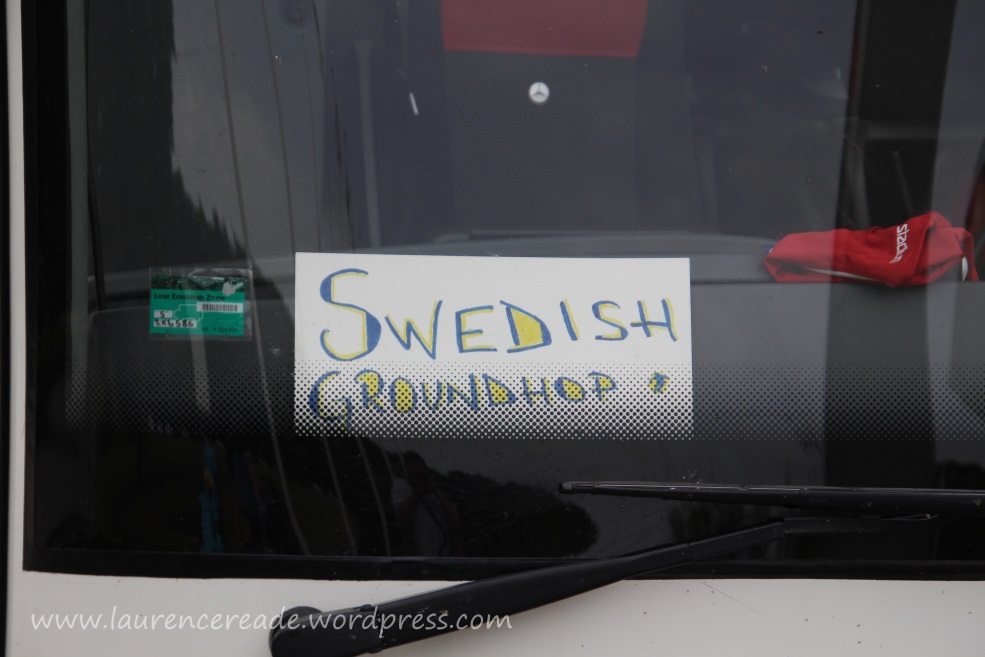 SWEDISH
GROUNDHOP
Low Emission Zone
S
www.laurencereade.wordpress.com